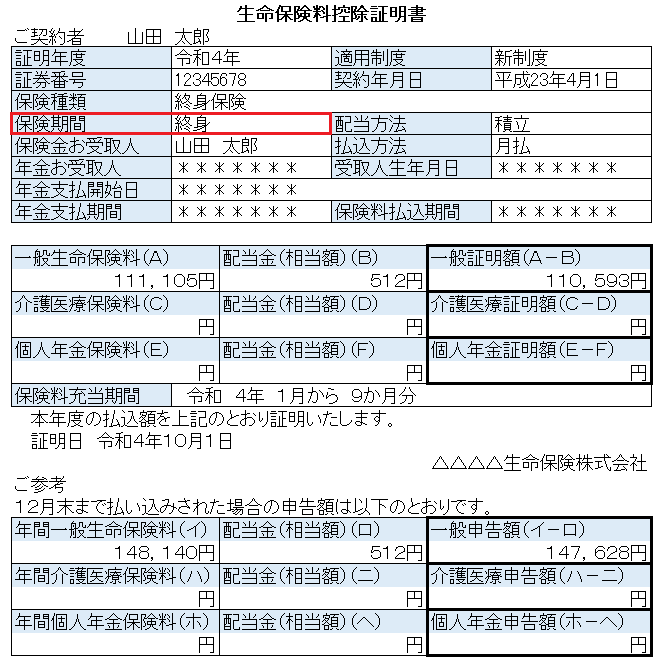 生命保険料控除証明書
ご契約者 山田 太郎
証明年度 令和4年 適用制度 新制度
証券番号 12345678 契約年月日 平成23年4月1日
保険種類 終身保険
保険期間 終身 配当方法 積立
保険金お受取人 山田 太郎 払込方法 月払
年金お受取人 ＊＊＊＊＊＊＊ 受取人生年月日 ＊＊＊＊＊＊＊
年金支払開始日 ＊＊＊＊＊＊＊
年金支払期間 ＊＊＊＊＊＊＊ 保険料払込期間 ＊＊＊＊＊＊＊
一般生命保険料(A) 配当金(相当額)(B) 一般証明額(A－B)
111,105円 512円 110,593円
介護医療保険料(C) 配当金(相当額)(D) 介護医療証明額(C－D)
円 円 円
個人年金保険料(E) 配当金(相当額)(F) 個人年金証明額(E－F)
円 円 円
保険料充当期間 令和 4年 1月から 9か月分
本年度の払込額を上記のとおり証明いたします。
証明日 令和4年10月1日
△△△△生命保険株式会社
ご参考
12月末まで払い込みされた場合の申告額は以下のとおりです。
年間一般生命保険料(イ) 配当金(相当額)(ロ) 一般申告額(イーロ)
148,140円 512円 147,628円
年間介護医療保険料(ハ) 配当金(相当額)(ニ) 介護医療申告額(ハーニ)
円 円 円
年間個人年金保険料(ホ) 配当金(相当額)(ヘ) 個人年金申告額(ホーヘ)
円 円 円